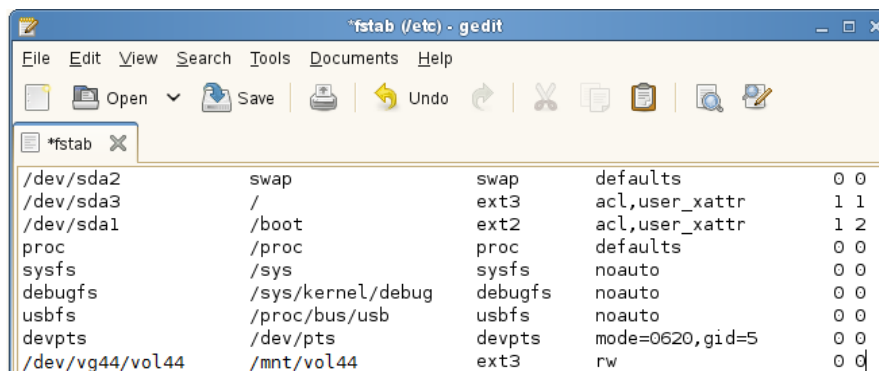 *fstab (/etc) - gedit
File Edit View Search Tools Documents Help
Open Save Undo
*fstab
/dev/sda2 swap swap defaults 0 0
/dev/sda3 / ext3 acl,user_xattr 1 1
/dev/sda1 /boot ext2 acl,user_xattr 1 2
proc /proc proc defaults 0 0
sysfs /sys sysfs noauto 0 0
debugfs /sys/kernel/debug debugfs noauto 0 0
usbfs /proc/bus/usb usbfs noauto 0 0
devpts /dev/pts devpts mode=0620,gid=5 0 0
/dev/vg44/vol44 /mnt/vol44 ext3 rw 0 0